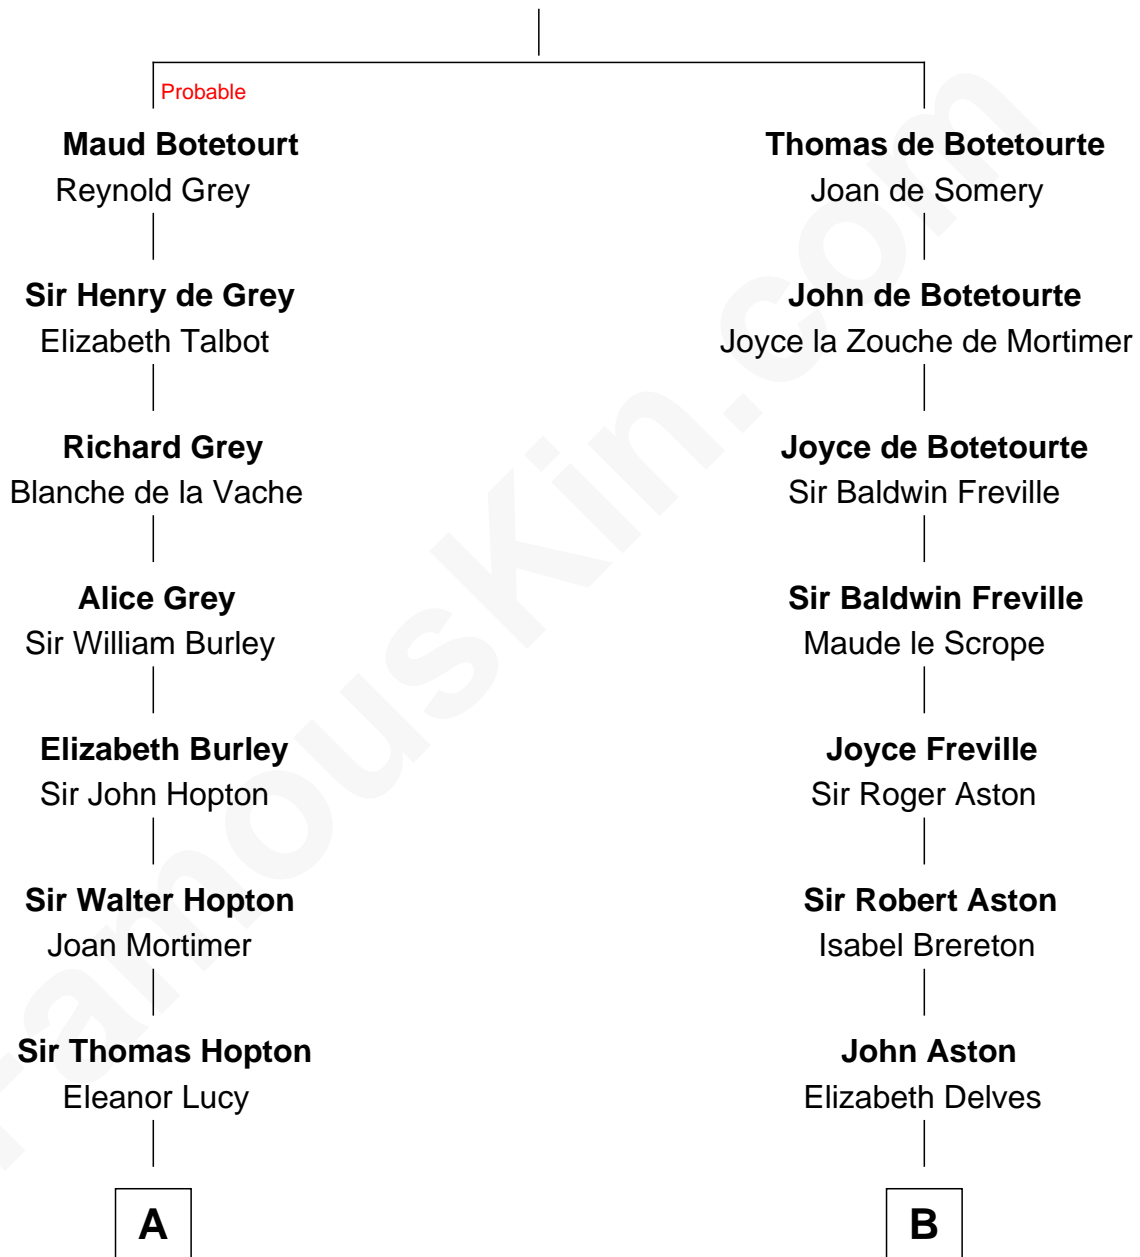 Probable
Maud Botetourt
Reynold Grey
Sir Henry de Grey
Elizabeth Talbot
Richard Grey
Blanche de la Vache
Alice Grey
Sir William Burley
Elizabeth Burley
Sir John Hopton
Sir Walter Hopton
Joan Mortimer
Sir Thomas Hopton
Eleanor Lucy
A
Thomas de Botetourte
Joan de Somery
John de Botetourte
Joyce la Zouche de Mortimer
Joyce de Botetourte
Sir Baldwin Freville
Sir Baldwin Freville
Maude le Scrope
Joyce Freville
Sir Roger Aston
Sir Robert Aston
Isabel Brereton
John Aston
Elizabeth Delves
B
FamousKin.com